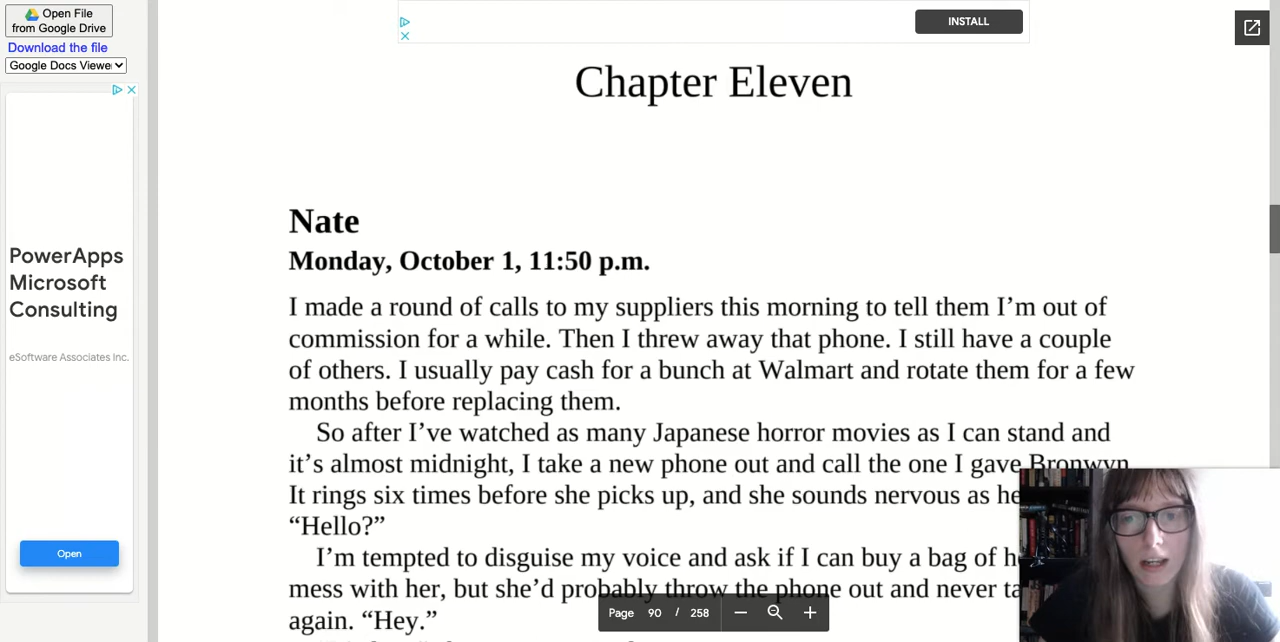 Open File
from Google Drive
Download the file
Google Docs Viewe
PowerApps
Microsoft
Consulting
eSoftware Associates Inc.
Open
INSTALL
Chapter Eleven
Nate
Monday, October 1, 11:50 p.m.
I made a round of calls to my suppliers this morning to tell them I’m out of
commission for a while. Then I threw away that phone. I still have a couple
of others. I usually pay cash for a bunch at Walmart and rotate them for a few
months before replacing them.
So after I’ve watched as many Japanese horror movies as I can stand and
it’s almost midnight, I take a new phone out and call the one I gave Bronwyn.
It rings six times before she picks up, and she sounds nervous as he
“Hello?”
I’m tempted to disguise my voice and ask if I can buy a bag of h
mess with her, but she’d probably throw the phone out and never ta
again. “Hey.”
Page 90 / 258